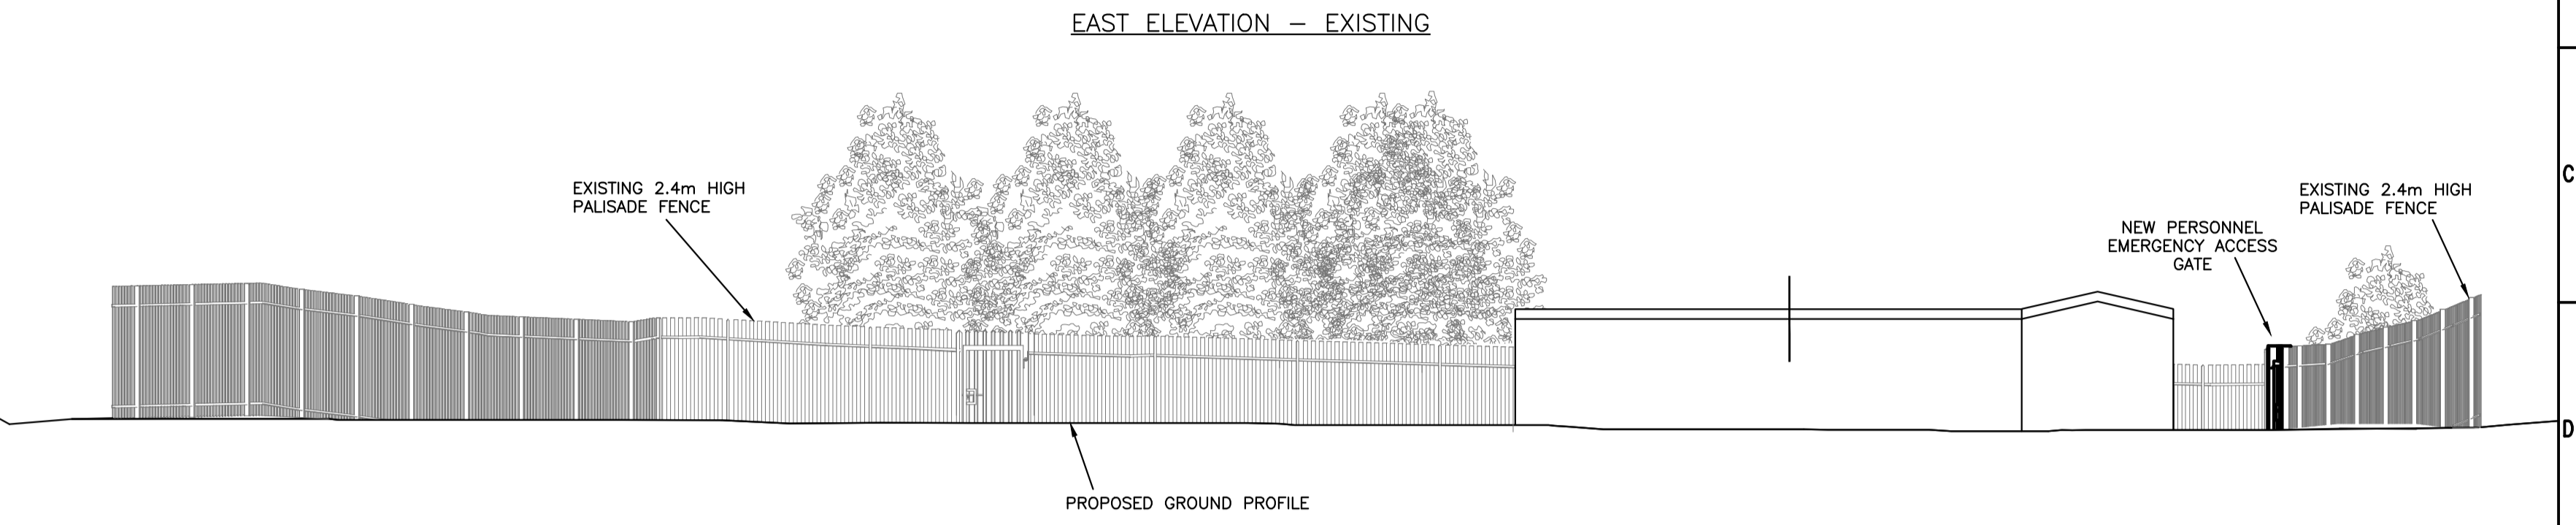 EAST ELEVATION – EXISTING
EXISTING 2.4m HIGH
PALISADE FENCE
EXISTING 2.4m HIGH
PALISADE FENCE
NEW PERSONNEL
EMERGENCY ACCESS
GATE
PROPOSED GROUND PROFILE
C
D